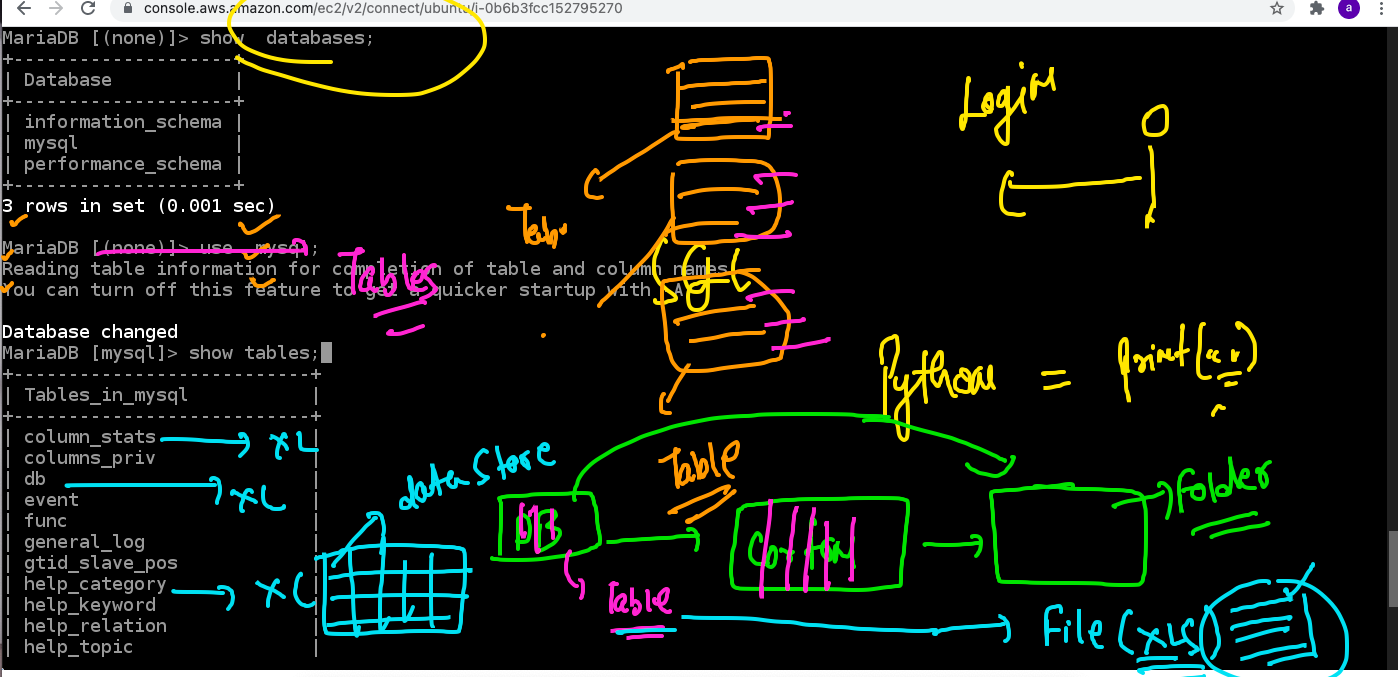 console.aws.amazon.com/ec2/v2/connect/ubuntu/i-0b6b3fcc152795270
a
MariaDB [(none)]> show  databases;
+--------------------+
| Database           |
+--------------------+
| information_schema |
| mysql              |
| performance_schema |
+--------------------+
3 rows in set (0.001 sec)
MariaDB [(none)]> use  mysql;
Reading table information for completion of table and column names
You can turn off this feature to get a quicker startup with -A
Database changed
MariaDB [mysql]> show tables;
+---------------------------+
| Tables_in_mysql           |
+---------------------------+
| column_stats              |
| columns_priv              |
| db                        |
| event                     |
| func                      |
| general_log               |
| gtid_slave_pos            |
| help_category             |
| help_keyword              |
| help_relation             |
| help_topic                |
Login
Tables
Python = print(" ")
XL
XL
XL
data store
Table
DB
Folder
Table
File (XLS)